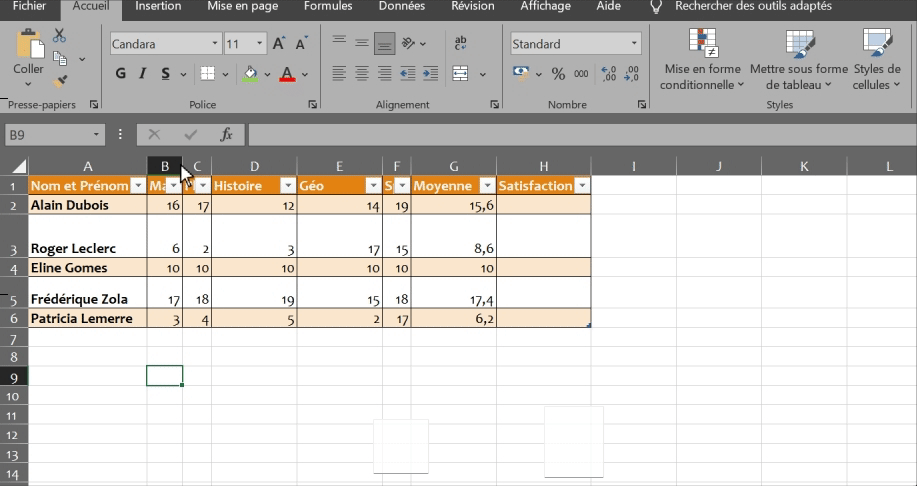 Fichier Accueil Insertion Mise en page Formules Données Révision Affichage Aide Rechercher des outils adaptés
Coller
Candara 11 A A
G I S A
ab
Standard
% 000 ,00 ,00
Mise en forme conditionnelle
Mettre sous forme de tableau
Styles de cellules
Presse-papiers Police Alignement Nombre Styles
B9 fx
A B C D E F G H I J K L
1 Nom et Prénom Ma Histoire Géo S Moyenne Satisfaction
2 Alain Dubois 16 17 12 14 19 15,6
3 Roger Leclerc 6 2 3 17 15 8,6
4 Eline Gomes 10 10 10 10 10 10
5 Frédérique Zola 17 18 19 15 18 17,4
6 Patricia Lemerre 3 4 5 2 17 6,2
7
8
9
10
11
12
13
14